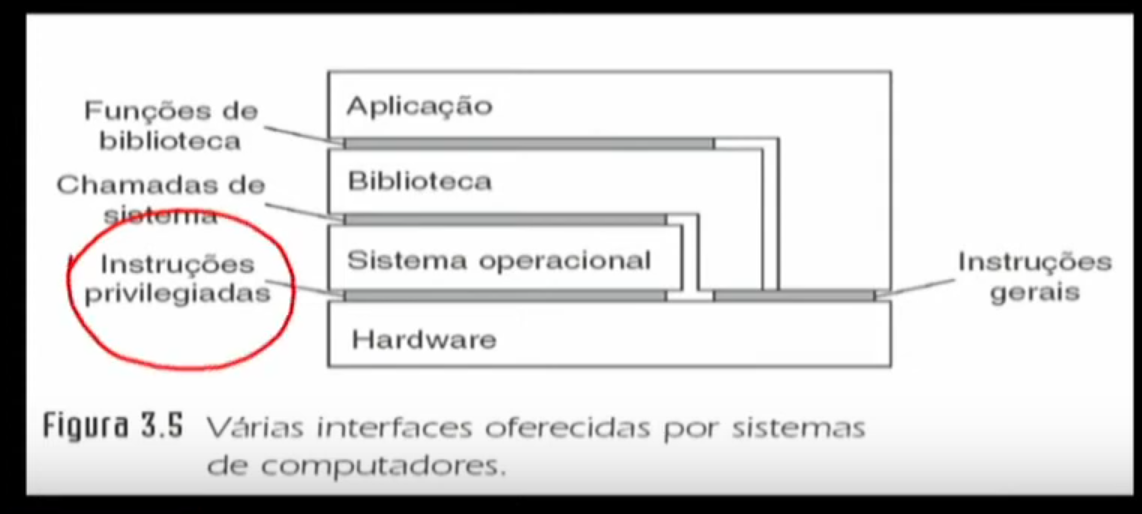 Funções de
biblioteca
Chamadas de
sistema
Instruções
privilegiadas
Aplicação
Biblioteca
Sistema operacional
Hardware
Instruções
gerais
Figura 3.5 Várias interfaces oferecidas por sistemas
de computadores.